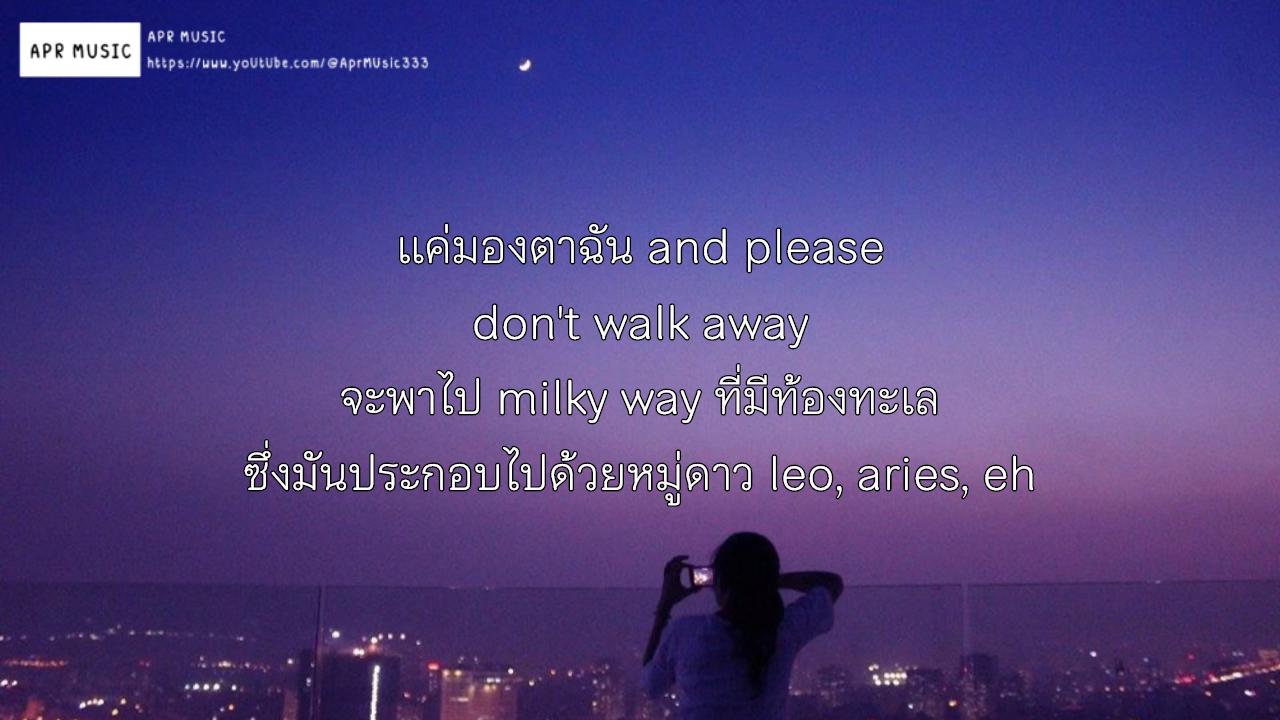 APR MUSIC
APR MUSIC
https://www.youtube.com/@AprMusic333
แค่มองตาฉัน and please
don't walk away
จะพาไป milky way ที่มีท้องทะเล
ซึ่งมันประกอบไปด้วยหมู่ดาว leo, aries, eh